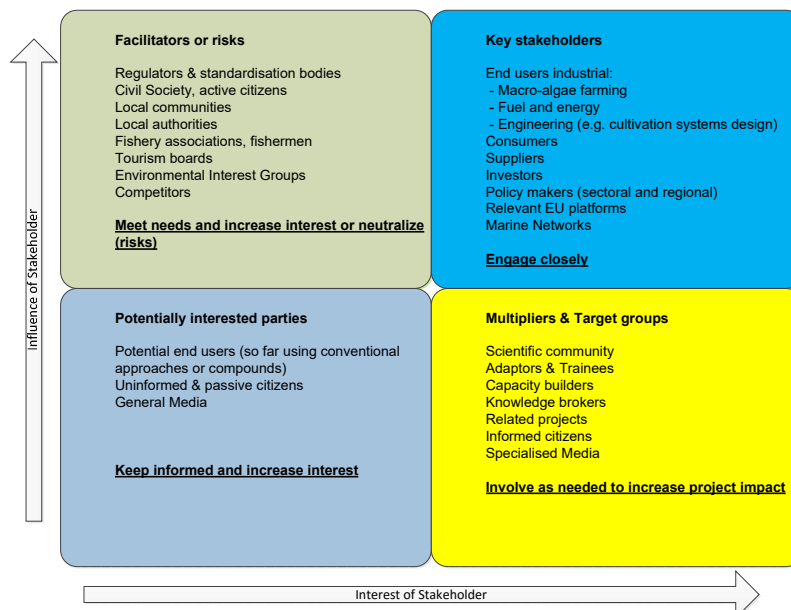 Facilitators or risks
Regulators & standardisation bodies
Civil Society, active citizens
Local communities
Local authorities
Fishery associations, fishermen
Tourism boards
Environmental Interest Groups
Competitors
Meet needs and increase interest or neutralize
(risks)
Key stakeholders
End users industrial:
- Macro-algae farming
- Fuel and energy
- Engineering (e.g. cultivation systems design)
Consumers
Suppliers
Investors
Policy makers (sectoral and regional)
Relevant EU platforms
Marine Networks
Engage closely
Influence of Stakeholder
Potentially interested parties
Potential end users (so far using conventional
approaches or compounds)
Uninformed & passive citizens
General Media
Keep informed and increase interest
Multipliers & Target groups
Scientific community
Adaptors & Trainees
Capacity builders
Knowledge brokers
Related projects
Informed citizens
Specialised Media
Involve as needed to increase project impact
Interest of Stakeholder